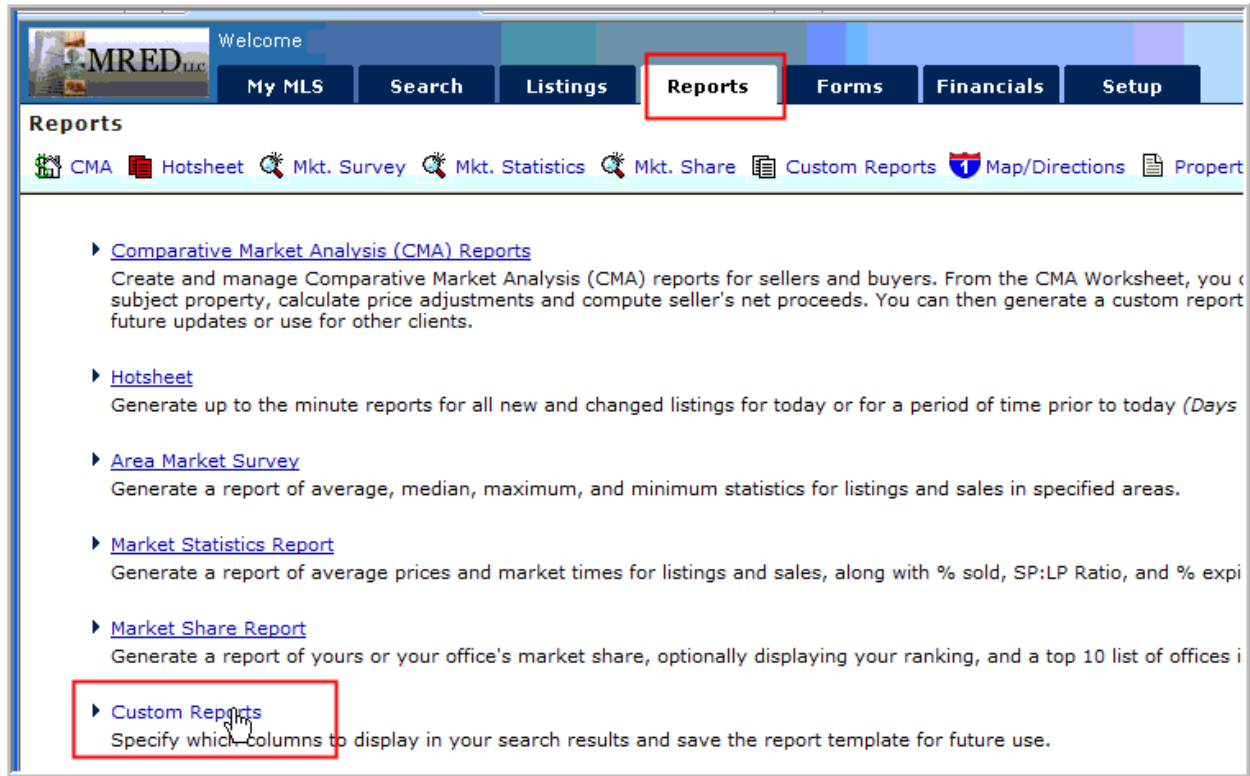 MRED LLC
Welcome
My MLS Search Listings Reports Forms Financials Setup
Reports
CMA Hotsheet Mkt. Survey Mkt. Statistics Mkt. Share Custom Reports 1 Map/Directions Propert
Comparative Market Analysis (CMA) Reports
Create and manage Comparative Market Analysis (CMA) reports for sellers and buyers. From the CMA Worksheet, you
subject property, calculate price adjustments and compute seller's net proceeds. You can then generate a custom report
future updates or use for other clients.
Hotsheet
Generate up to the minute reports for all new and changed listings for today or for a period of time prior to today (Days
Area Market Survey
Generate a report of average, median, maximum, and minimum statistics for listings and sales in specified areas.
Market Statistics Report
Generate a report of average prices and market times for listings and sales, along with % sold, SP:LP Ratio, and % expi
Market Share Report
Generate a report of yours or your office's market share, optionally displaying your ranking, and a top 10 list of offices i
Custom Reports
Specify which columns to display in your search results and save the report template for future use.